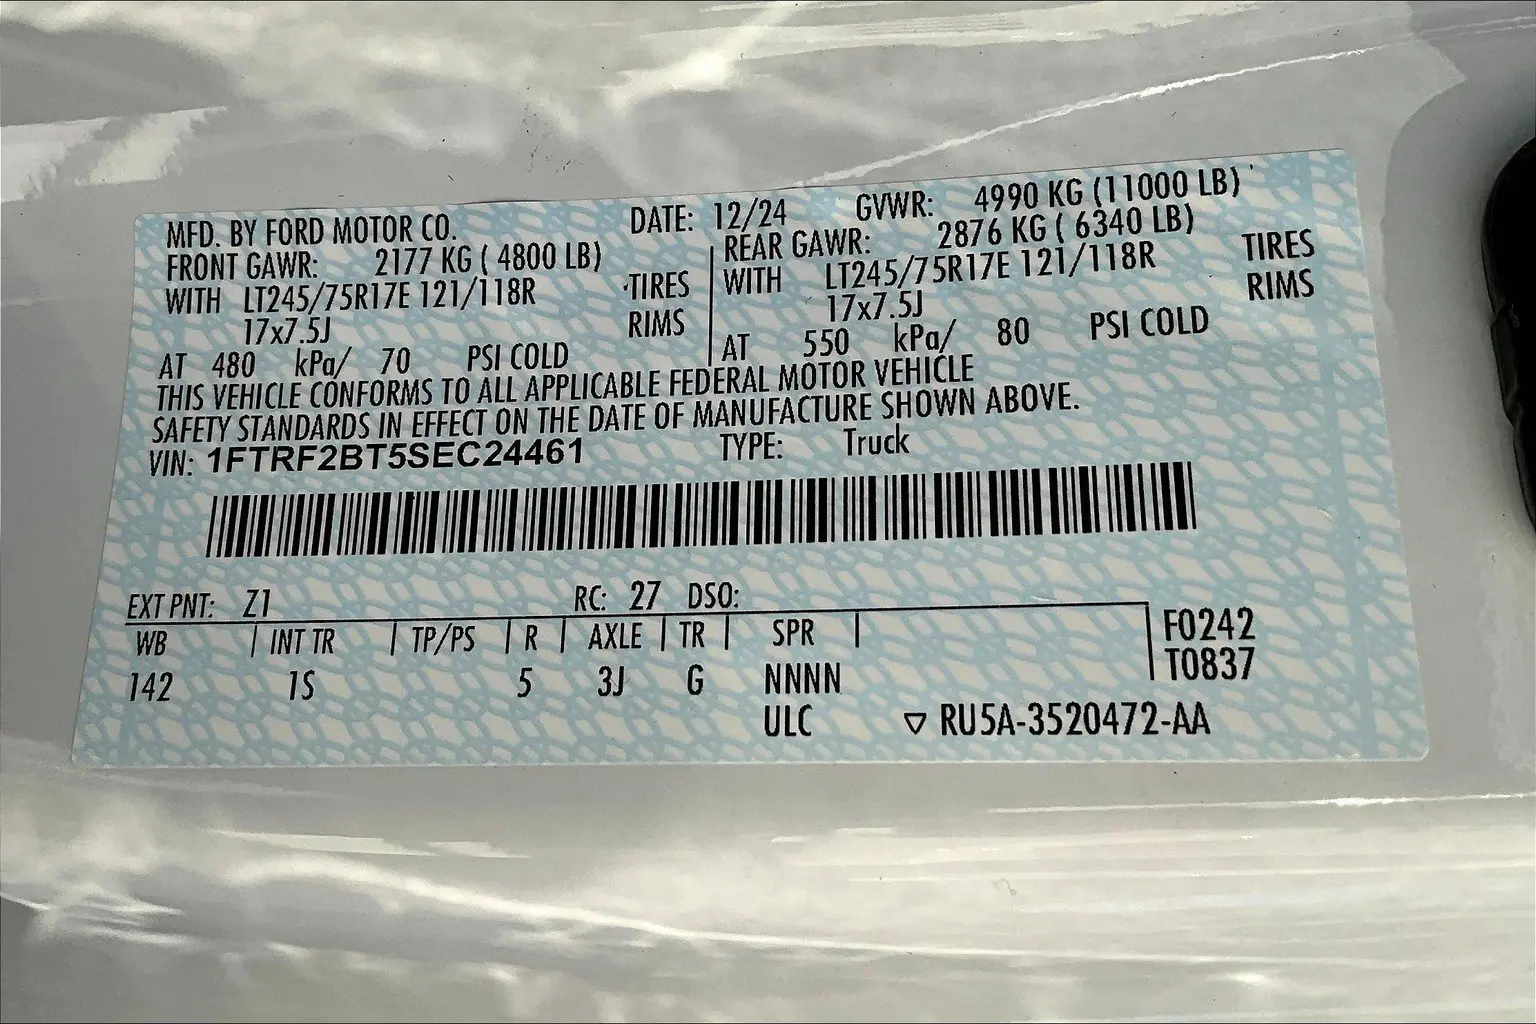 MFD. BY FORD MOTOR CO. DATE: 12/24 GVWR: 4990 KG (11000 LB)
FRONT GAWR: 2177 KG ( 4800 LB)
WITH LT245/75R17E 121/118R TIRES
17x7.5J RIMS
AT 480 kPa/ 70 PSI COLD
REAR GAWR: 2876 KG ( 6340 LB)
WITH LT245/75R17E 121/118R TIRES
17x7.5J RIMS
AT 550 kPa/ 80 PSI COLD
THIS VEHICLE CONFORMS TO ALL APPLICABLE FEDERAL MOTOR VEHICLE
SAFETY STANDARDS IN EFFECT ON THE DATE OF MANUFACTURE SHOWN ABOVE.
VIN: 1FTRF2BT5SEC24461 TYPE: Truck
EXT PNT: Z1 RC: 27 DSO:
WB | INT TR | TP/PS | R | AXLE | TR | SPR | F0242
142 1S 5 3J G NNNN T0837
ULC ▽ RU5A-3520472-AA